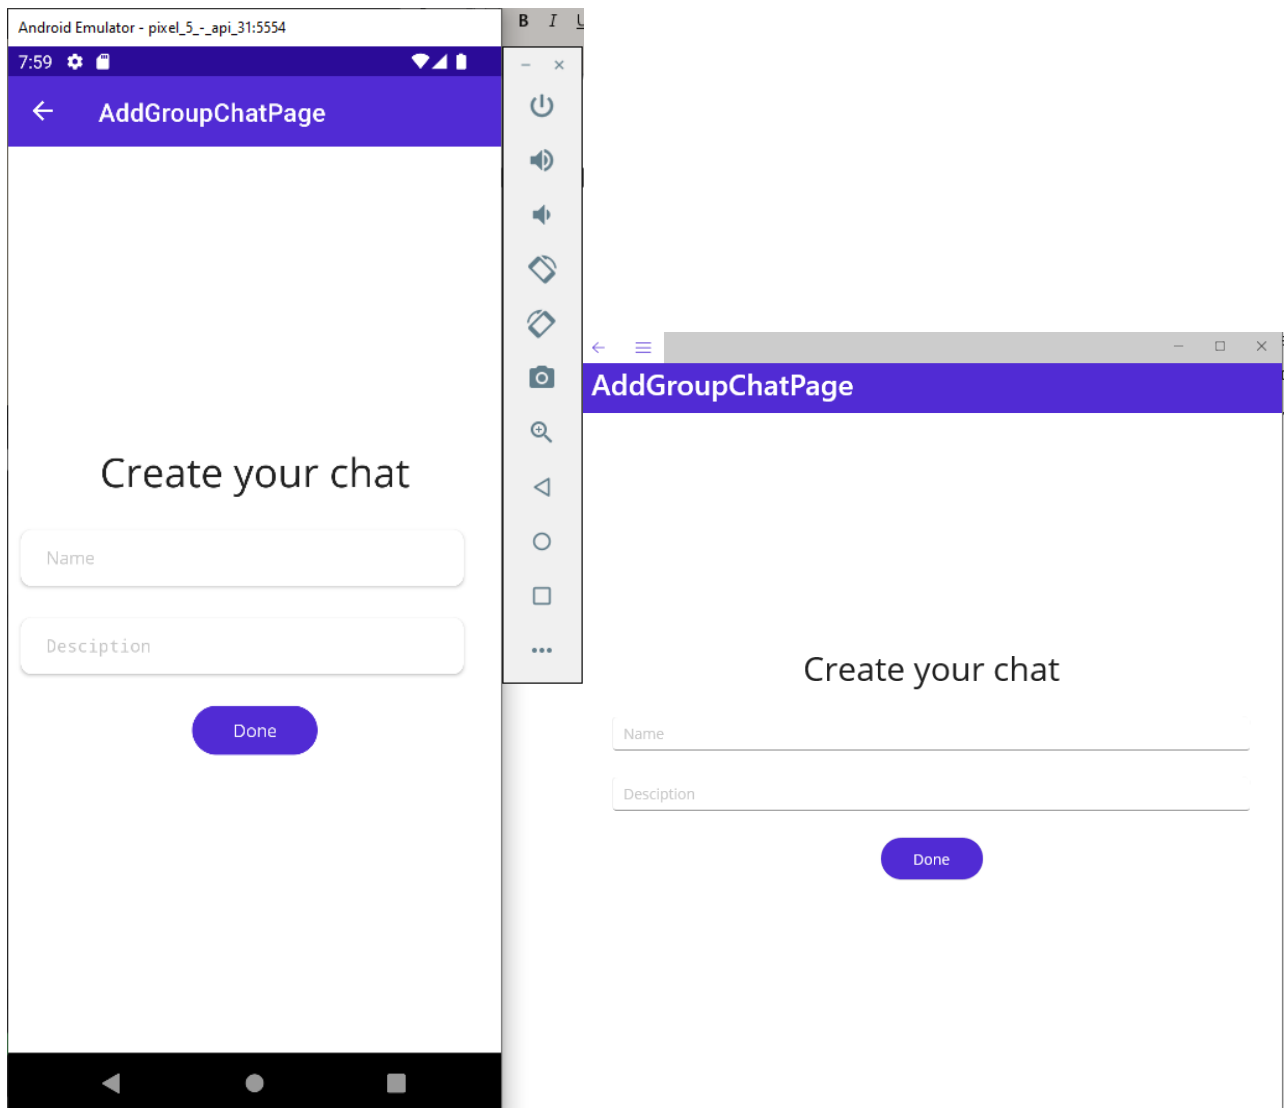 Android Emulator - pixel_5_-_api_31:5554
B I U
7:59
AddGroupChatPage
Create your chat
Name
Desciption
Done
AddGroupChatPage
Create your chat
Name
Desciption
Done